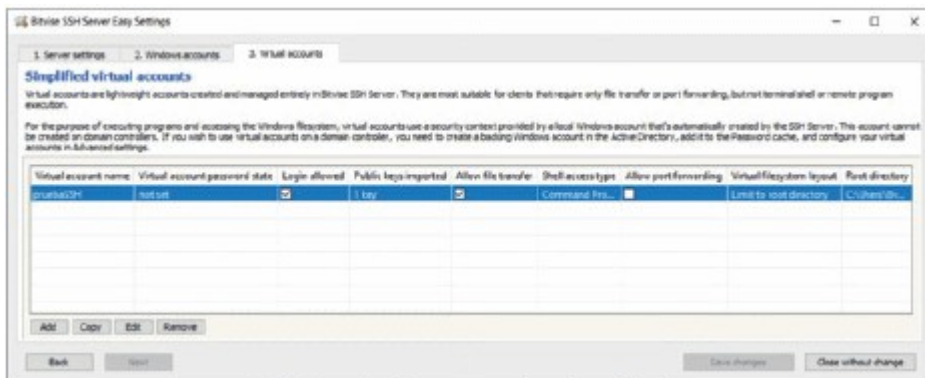 Bitvise SSH Server Easy Settings
1. Server settings 2. Windows accounts 3. Virtual accounts
Simplified virtual accounts
Virtual accounts are lightweight accounts created and managed entirely in Bitvise SSH Server. They are most suitable for clients that require only file transfer or port forwarding, but not terminal shell or remote program
execution.
For the purpose of executing programs and accessing the Windows filesystem, virtual accounts use a security context provided by a local Windows account that's automatically created by the SSH Server. This account cannot
be created on domain controllers. If you wish to use virtual accounts on a domain controller, you need to create a backing Windows account in the Active Directory, add it to the Password cache, and configure your virtual
accounts in Advanced settings.
Virtual account name Virtual account password state Login allowed Public keys imported Allow file transfer Shell access type Allow port forwarding Virtual filesystem layout Root directory
pruebaSSH not set 1 key Command Pro... Limit to root directory C:\Users\Bv...
Add Copy Edit Remove
Back Next Save changes Close without change